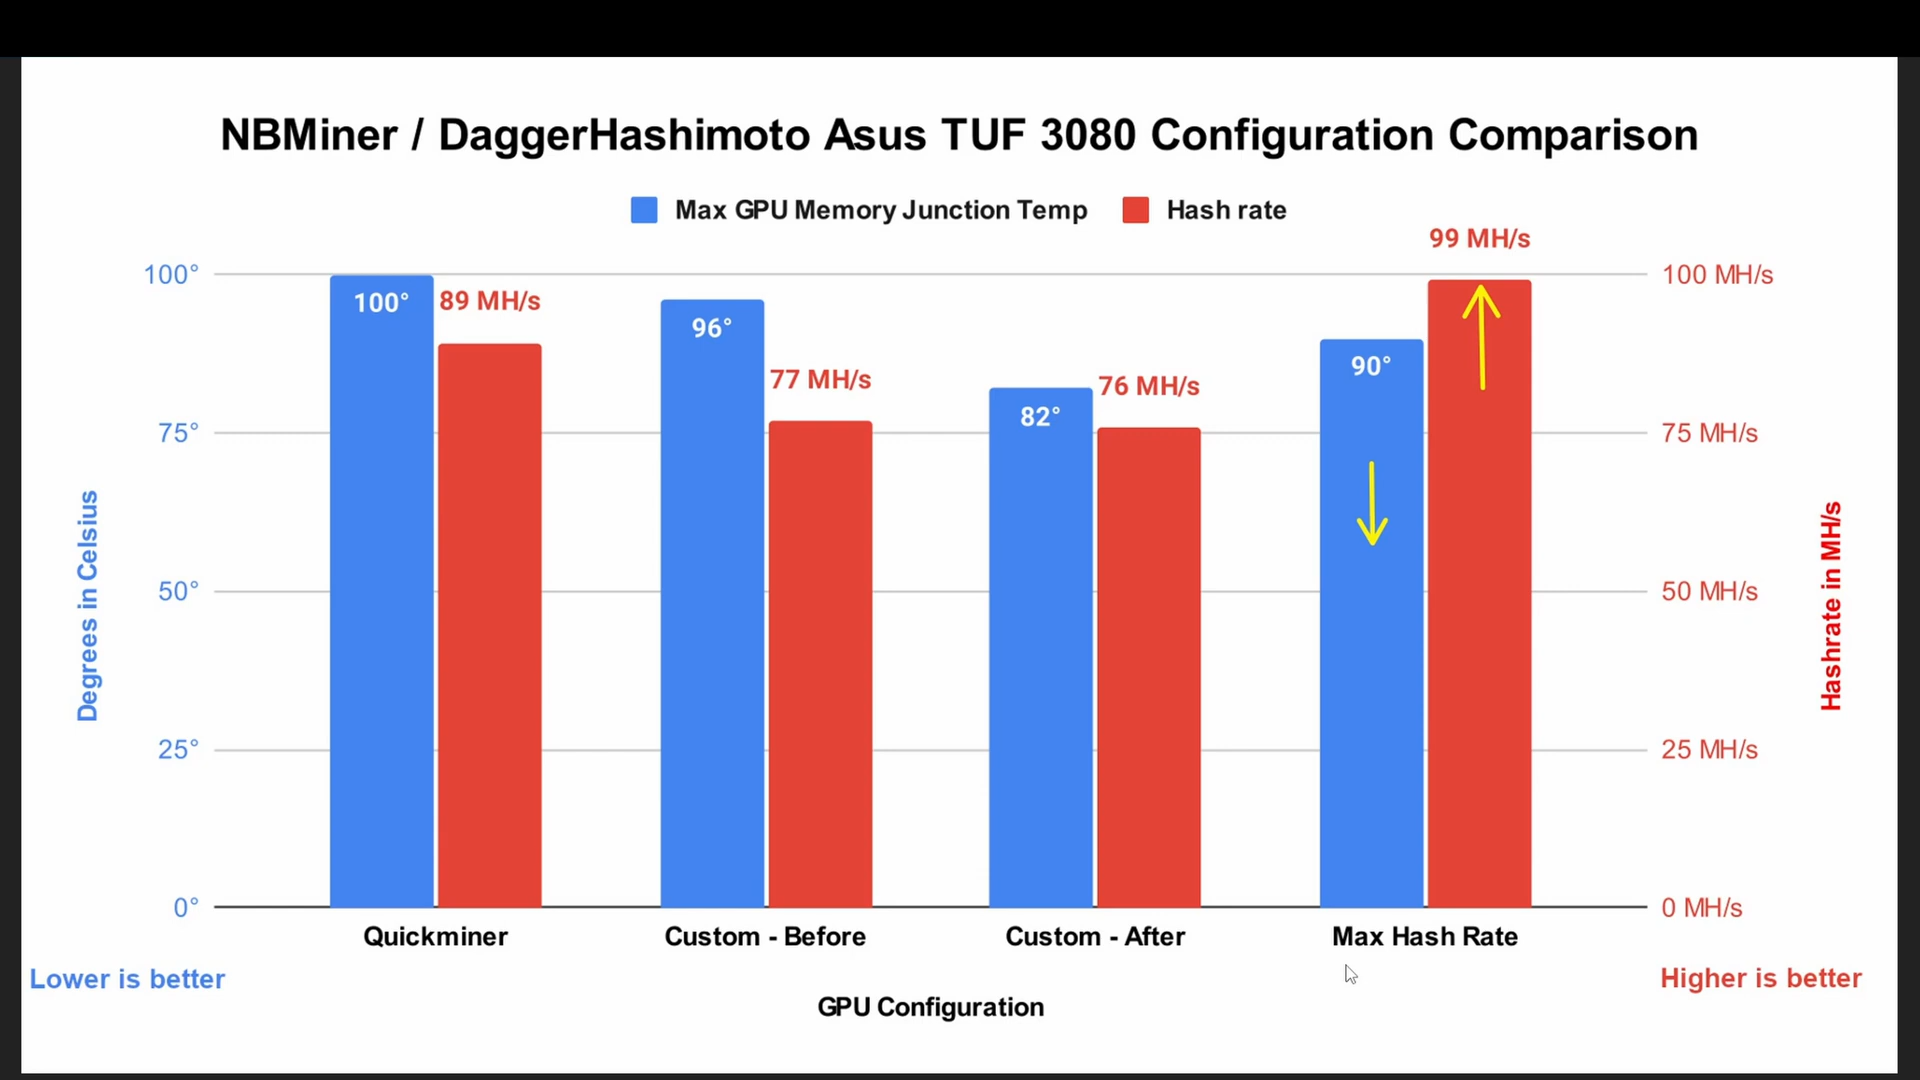 NBMiner / DaggerHashimoto Asus TUF 3080 Configuration Comparison
Max GPU Memory Junction Temp Hash rate
99 MH/s
100° 100 MH/s
100° 89 MH/s
96°
90°
77 MH/s
82° 76 MH/s
75° 75 MH/s
50° 50 MH/s
Degrees in Celsius
Hashrate in MH/s
25° 25 MH/s
0° 0 MH/s
Quickminer Custom - Before Custom - After Max Hash Rate
Lower is better Higher is better
GPU Configuration